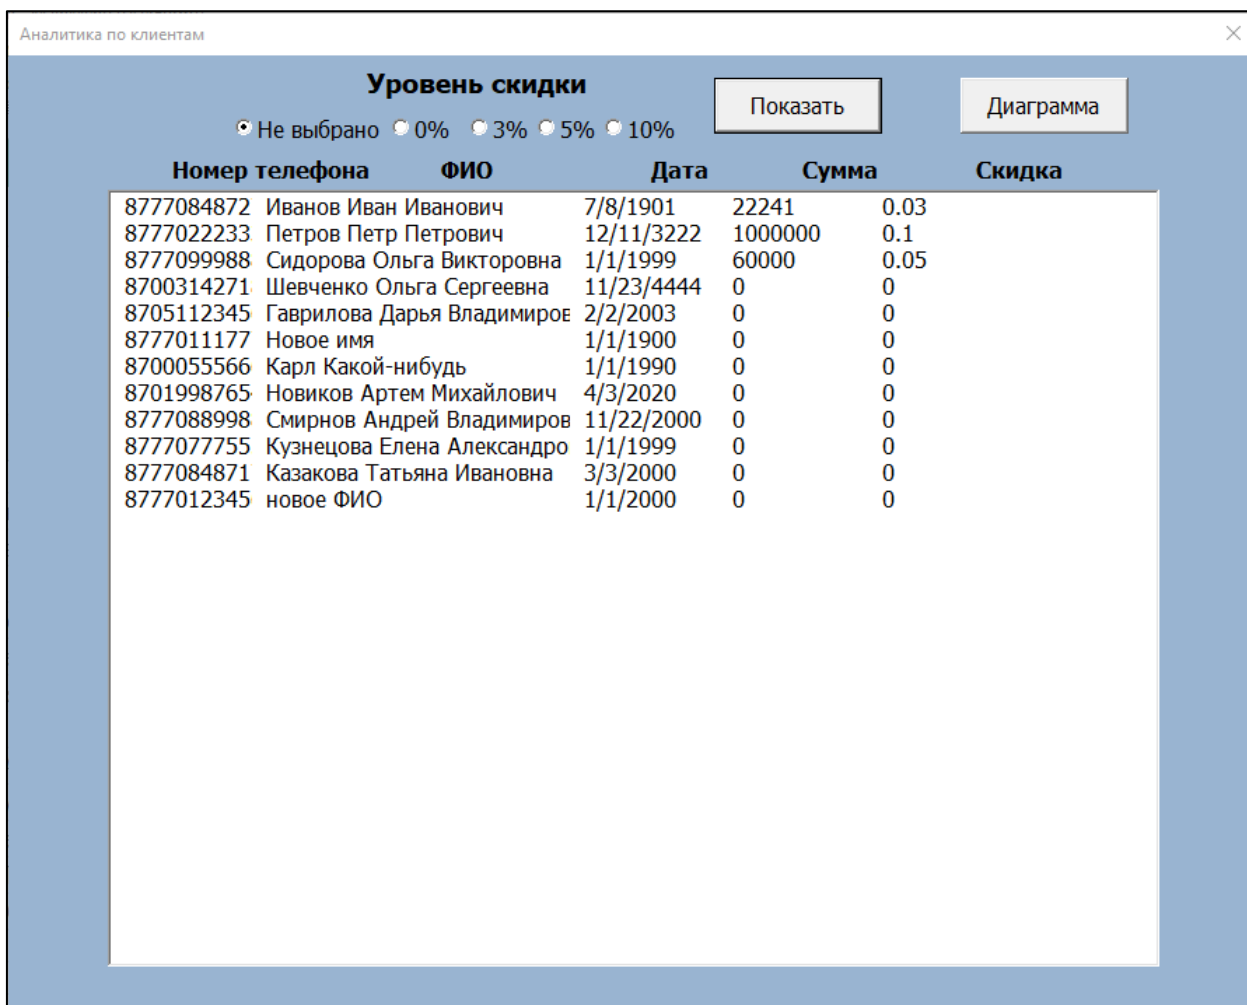 Аналитика по клиентам
Уровень скидки
Показать
Диаграмма
Не выбрано 0% 3% 5% 10%
Номер телефона ФИО Дата Сумма Скидка
8777084872 Иванов Иван Иванович 7/8/1901 22241 0.03
8777022233 Петров Петр Петрович 12/11/3222 1000000 0.1
8777099988 Сидорова Ольга Викторовна 1/1/1999 60000 0.05
8700314271 Шевченко Ольга Сергеевна 11/23/4444 0 0
8705112345 Гаврилова Дарья Владимиров 2/2/2003 0 0
8777011177 Новое имя 1/1/1900 0 0
8700055566 Карл Какой-нибудь 1/1/1990 0 0
8701998765 Новиков Артем Михайлович 4/3/2020 0 0
8777088998 Смирнов Андрей Владимиров 11/22/2000 0 0
8777077755 Кузнецова Елена Александро 1/1/1999 0 0
8777084871 Казакова Татьяна Ивановна 3/3/2000 0 0
8777012345 новое ФИО 1/1/2000 0 0